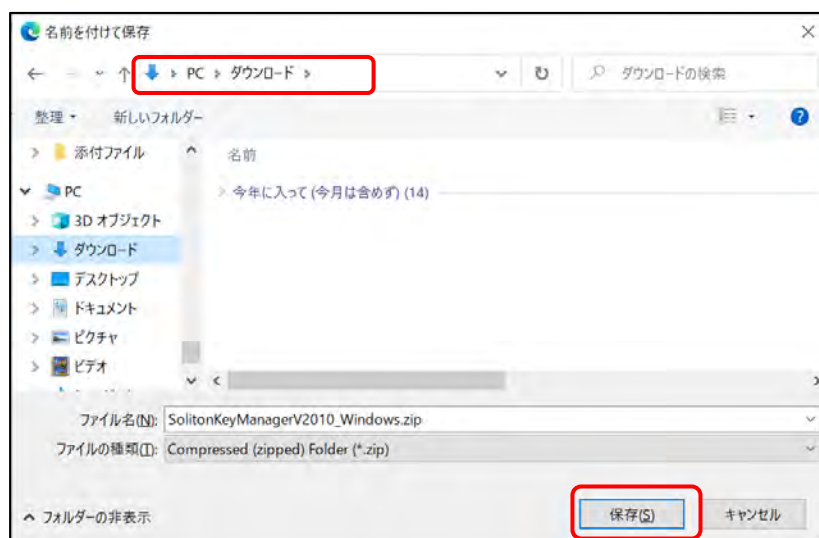 名前を付けて保存
PC › ダウンロード ›
ダウンロードの検索
整理 新しいフォルダー
添付ファイル
名前
PC
今年に入って (今月は含めず) (14)
3D オブジェクト
ダウンロード
デスクトップ
ドキュメント
ピクチャ
ビデオ
ファイル名(N): SolitonKeyManagerV2010_Windows.zip
ファイルの種類(T): Compressed (zipped) Folder (*.zip)
フォルダーの非表示
保存(S)
キャンセル